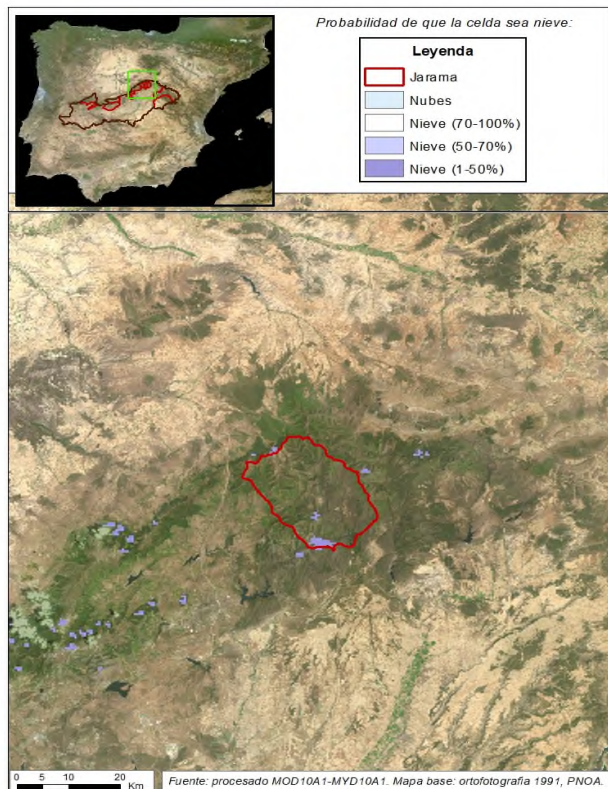 Probabilidad de que la celda sea nieve:
Leyenda
Jarama
Nubes
Nieve (70-100%)
Nieve (50-70%)
Nieve (1-50%)
0 5 10 20
Km
Fuente: procesado MOD10A1-MYD10A1. Mapa base: ortofotografia 1991, PNOA.